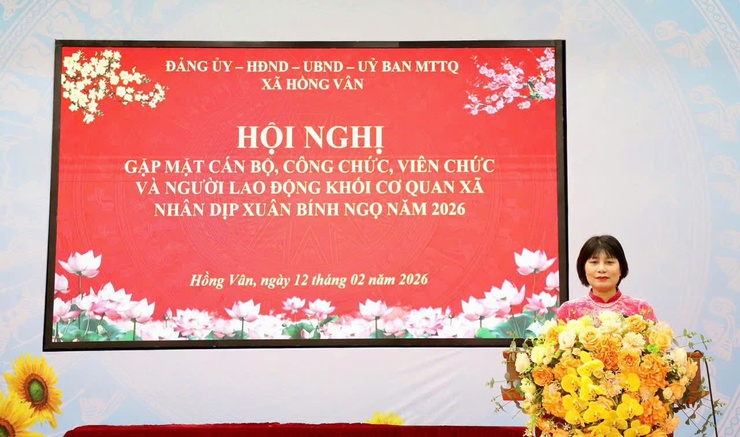 ĐẢNG ỦY – HĐND – UBND – UỶ BAN MTTQ
XÃ HỒNG VÂN
HỘI NGHỊ
GẶP MẶT CÁN BỘ, CÔNG CHỨC, VIÊN CHỨC
VÀ NGƯỜI LAO ĐỘNG KHỐI CƠ QUAN XÃ
NHÂN DỊP XUÂN BÍNH NGỌ NĂM 2026
Hồng Vân, ngày 12 tháng 02 năm 2026